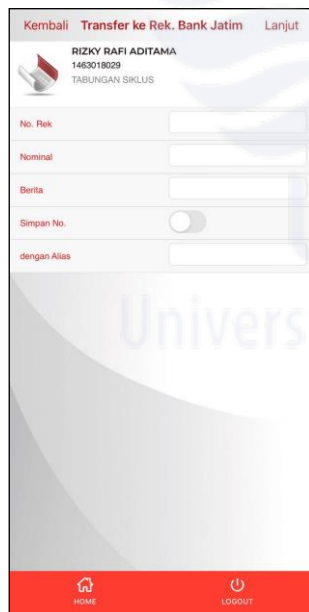 Kembali Transfer ke Rek. Bank Jatim Lanjut
RIZKY RAFI ADITAMA
1463018029
TABUNGAN SIKLUS
No. Rek
Nominal
Berita
Simpan No.
dengan Alias
Univers
HOME LOGOUT